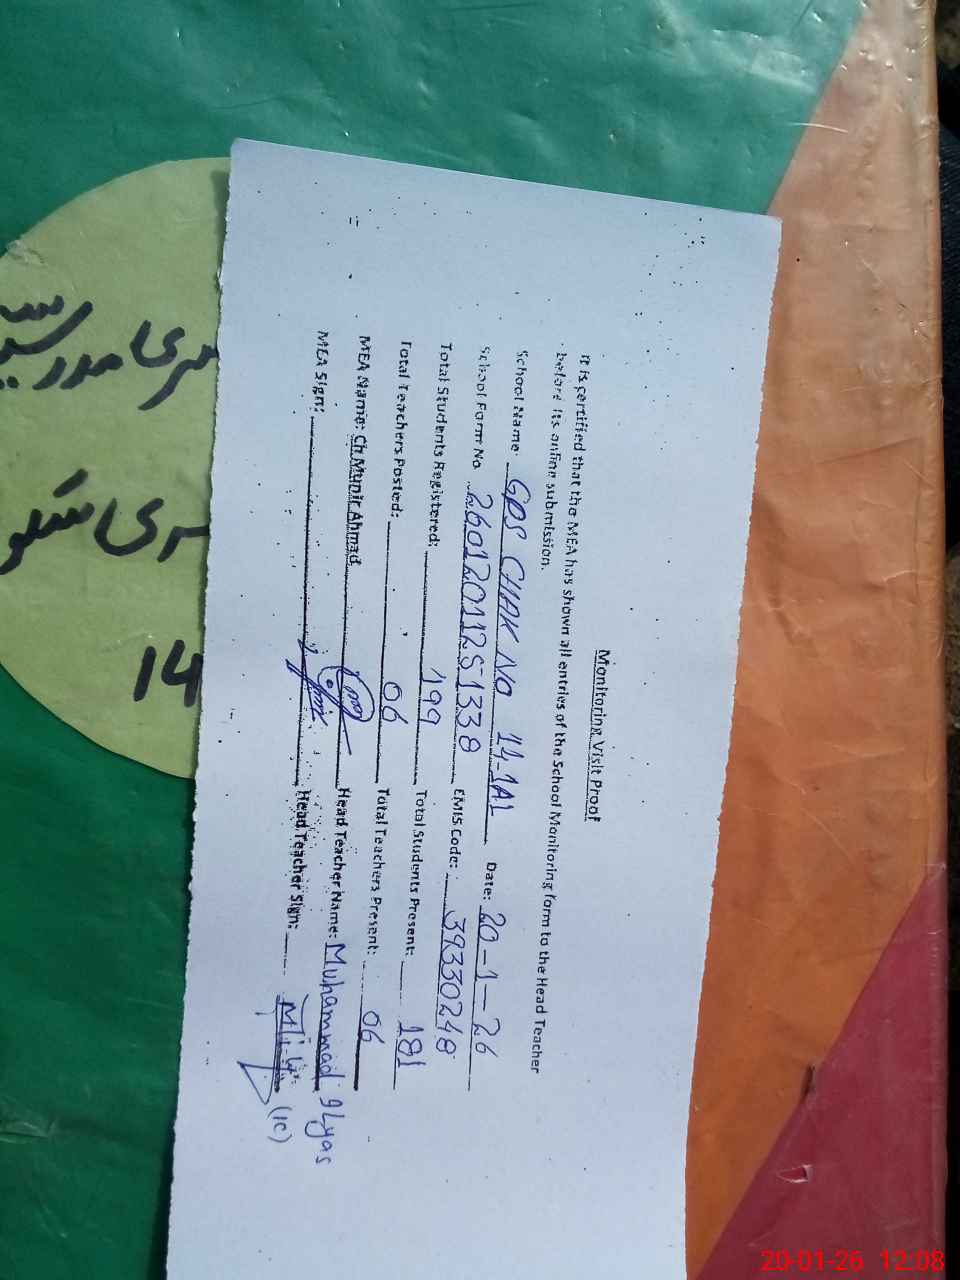 Monitoring Visit Proof
It is certified that the MEA has shown all entries of the School Monitoring form to the Head Teacher
before its online submission.
School Name GPS CHAK NO 14-1AL Date: 20-1-26
School Form No 26012011251338 EMIS Code: 39330248
Total Students Registered: 199 Total Students Present: 181
Total Teachers Posted: 06 Total Teachers Present: 06
MEA Name: Ch Munir Ahmad Head Teacher Name: Muhammad ilyas
MEA Sign: Head Teacher Sign: (IC)
14
20-01-26 12:08